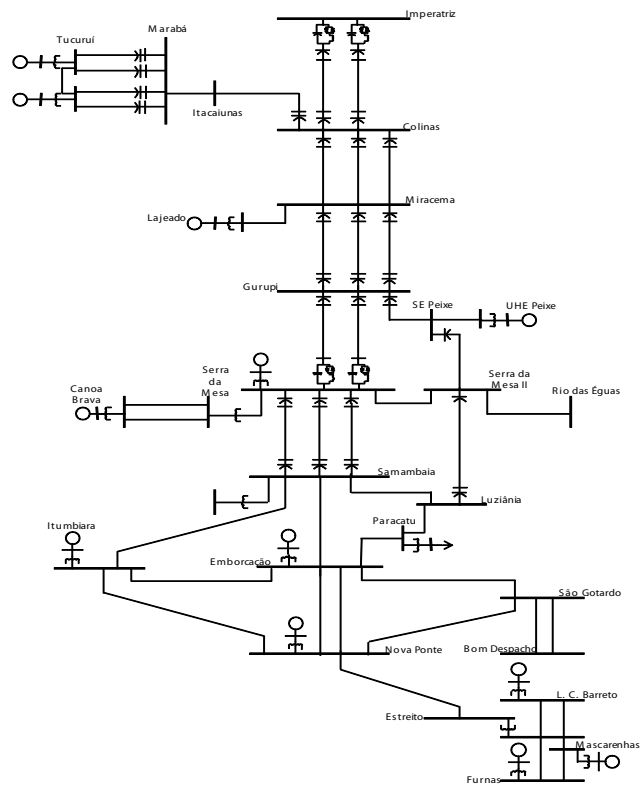 Imperatriz
Marabá
Tucuruí
Itacaiunas
Colinas
Miracema
Lajeado
Gurupi
SE Peixe
UHE Peixe
Serra
da
Mesa
Canoa
Brava
Serra da
Mesa II
Rio das Éguas
Samambaia
Luziânia
Itumbiara
Paracatu
Emborcação
São Gotardo
Nova Ponte
Bom Despacho
L. C. Barreto
Estreito
Mascarenhas
Furnas